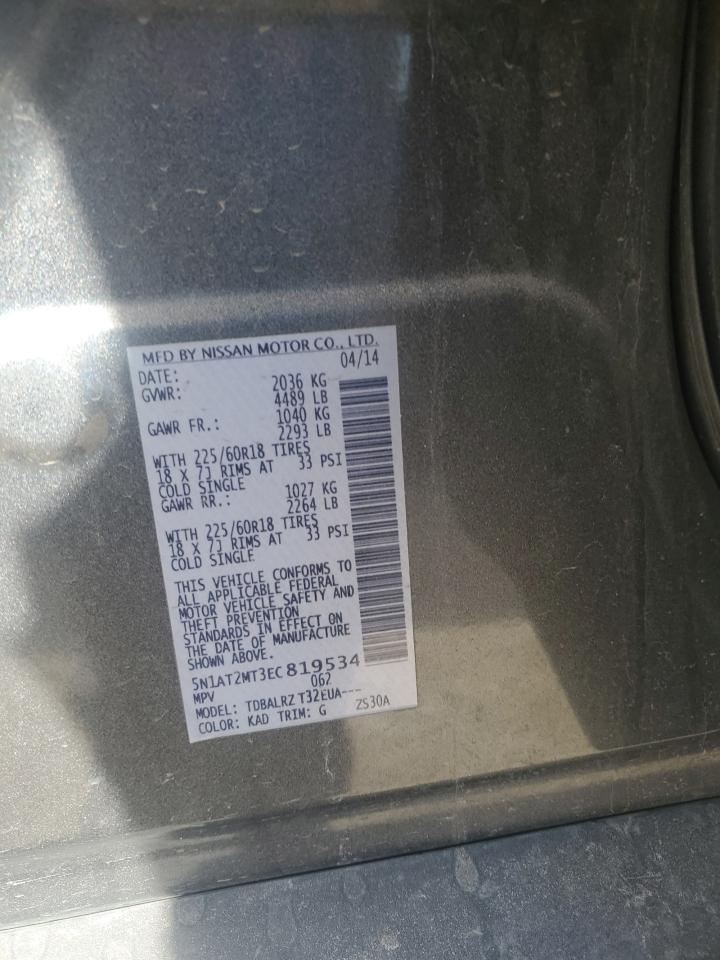 MFD BY NISSAN MOTOR CO., LTD.
DATE: 04/14
GVWR: 2036 KG
4489 LB
GAWR FR.: 1040 KG
2293 LB
WITH 225/60R18 TIRES
18 X 7J RIMS AT 33 PSI
COLD SINGLE
GAWR RR.: 1027 KG
2264 LB
WITH 225/60R18 TIRES
18 X 7J RIMS AT 33 PSI
COLD SINGLE
THIS VEHICLE CONFORMS TO
ALL APPLICABLE FEDERAL
MOTOR VEHICLE SAFETY AND
THEFT PREVENTION
STANDARDS IN EFFECT ON
THE DATE OF MANUFACTURE
SHOWN ABOVE.
5N1AT2MT3EC819534
MPV 062
MODEL: TDBALRZ T32EUA---
COLOR: KAD TRIM: G ZS30A